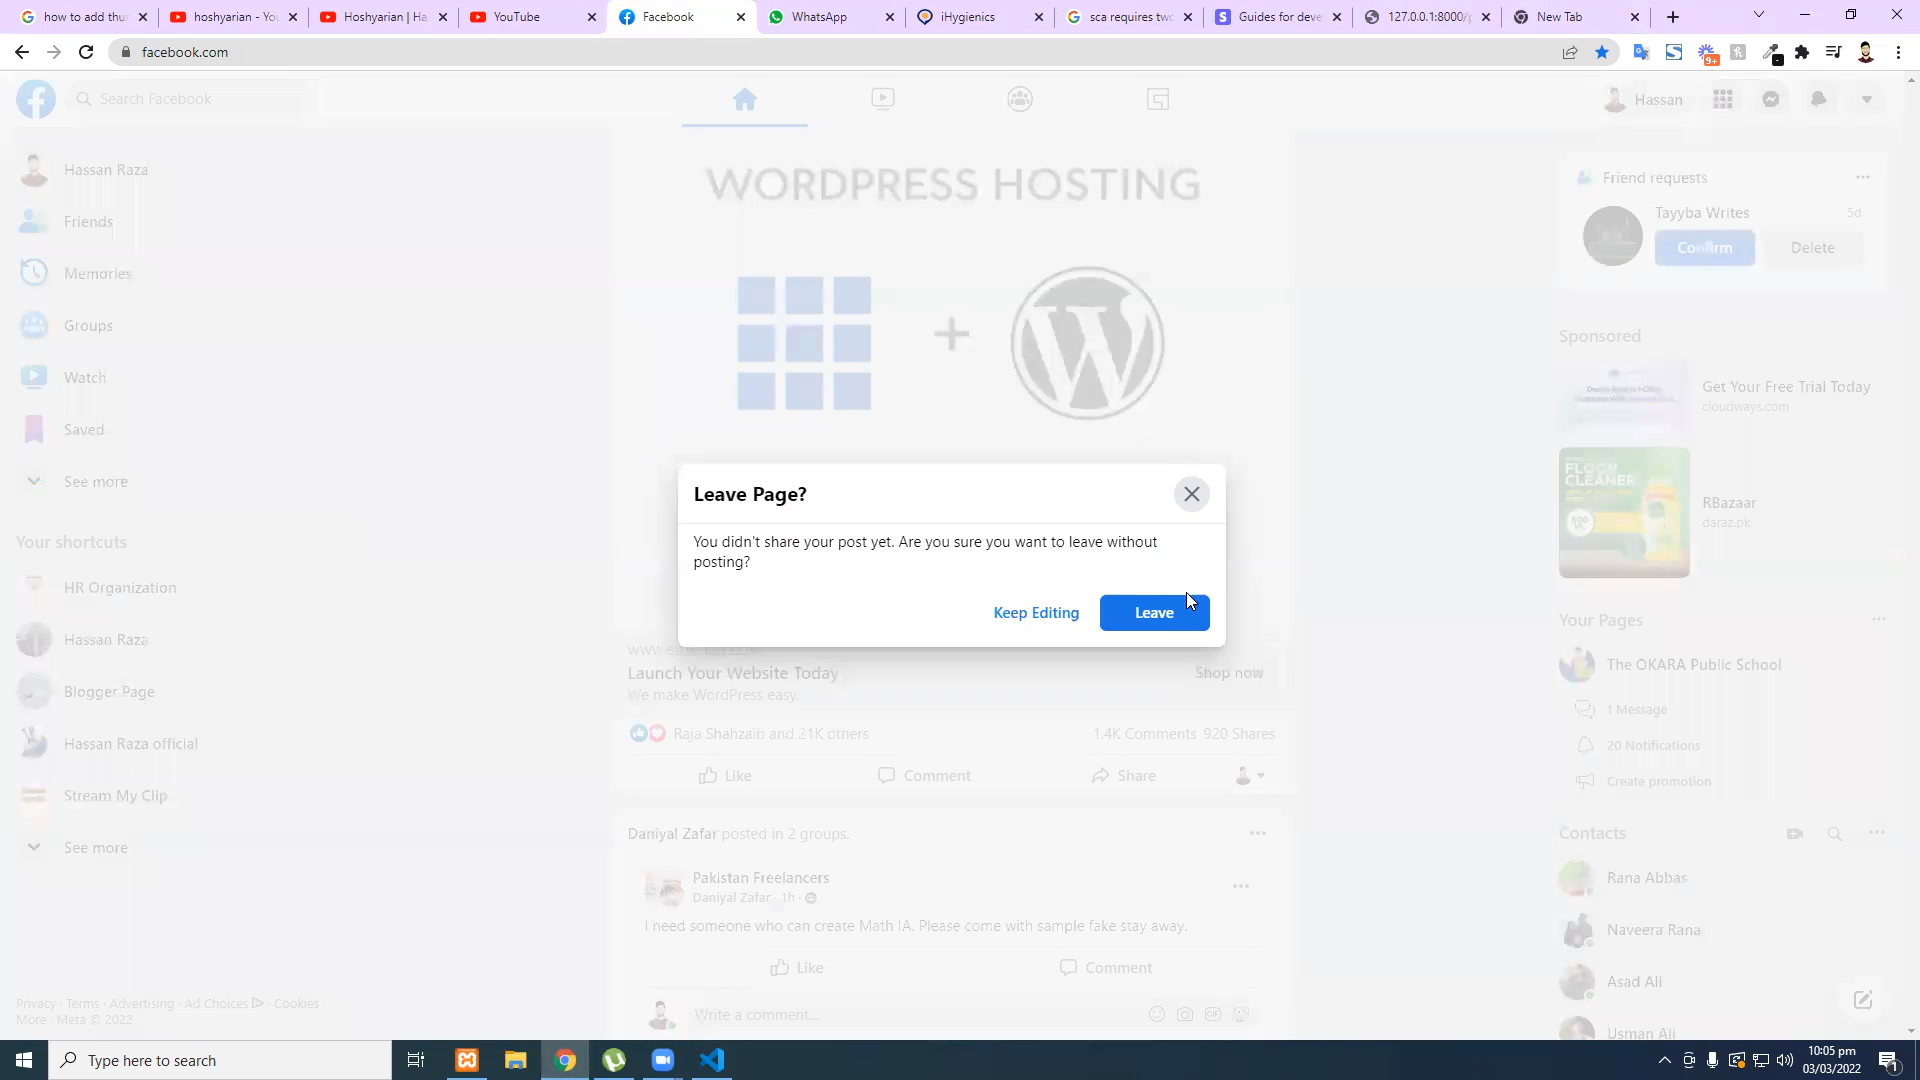 how to add thu
hoshyarian - You
Hoshyarian | Ha
YouTube
Facebook
WhatsApp
iHygienics
sca requires two
Guides for deve
127.0.0.1:8000/p
New Tab
facebook.com
9+
Search Facebook
Hassan
Hassan Raza
Friends
Memories
Groups
Watch
Saved
See more
Your shortcuts
HR Organization
Hassan Raza
Blogger Page
Hassan Raza official
Stream My Clip
See more
Privacy · Terms · Advertising · Ad Choices · Cookies ·
More · Meta © 2022
WORDPRESS HOSTING
+
Leave Page?
You didn't share your post yet. Are you sure you want to leave without
posting?
Keep Editing
Leave
Launch Your Website Today
We make WordPress easy.
Shop now
Raja Shahzaib and 21K others
1.4K Comments 920 Shares
Like
Comment
Share
Daniyal Zafar posted in 2 groups.
Pakistan Freelancers
Daniyal Zafar · 1h ·
I need someone who can create Math IA. Please come with sample fake stay away.
Like
Comment
Write a comment...
GIF
Friend requests
Tayyba Writes
5d
Confirm
Delete
Sponsored
Get Your Free Trial Today
cloudways.com
FLOOR
CLEANER
RBazaar
daraz.pk
Your Pages
The OKARA Public School
1 Message
20 Notifications
Create promotion
Contacts
Rana Abbas
Naveera Rana
Asad Ali
Usman Ali
Type here to search
10:05 pm
03/03/2022
1